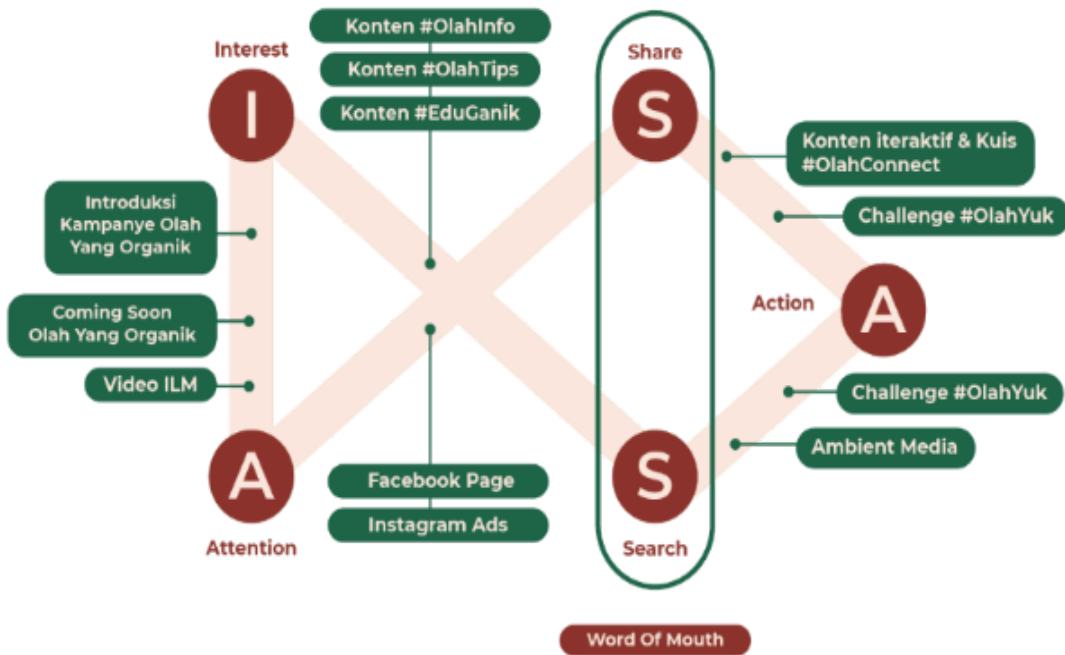 Konten #OlahInfo
Konten #OlahTips
Konten #EduGanik
Interest
I
Share
S
Konten iteraktif & Kuis
#OlahConnect
Challenge #OlahYuk
Introduksi
Kampanye Olah
Yang Organik
Coming Soon
Olah Yang Organik
Video ILM
Action
A
Challenge #OlahYuk
Ambient Media
A
Attention
Facebook Page
Instagram Ads
S
Search
Word Of Mouth